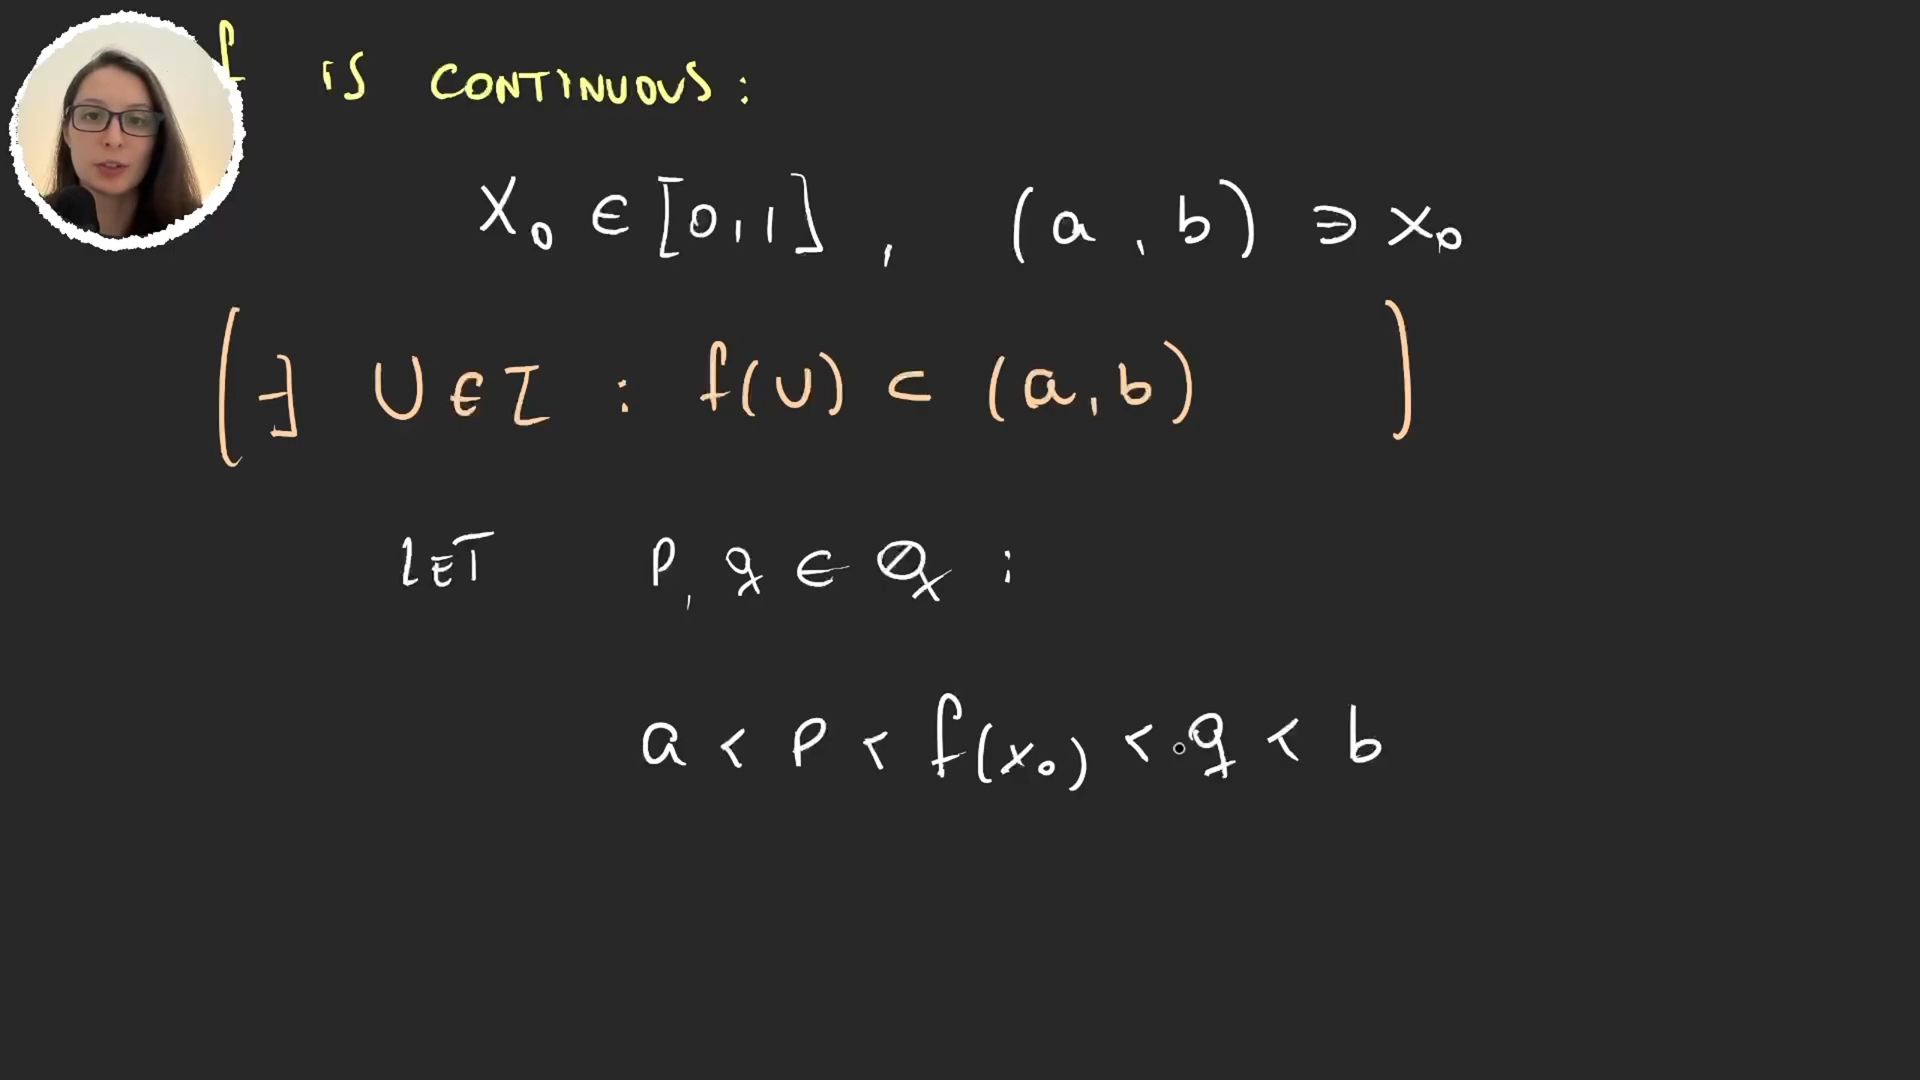 f IS CONTINUOUS:
x₀ ∈ [0,1], (a, b) ∋ x₀
[∃ U ∈ τ : f(U) ⊂ (a, b) ]
LET p, q ∈ ℚ :
a < p < f(x₀) < q < b